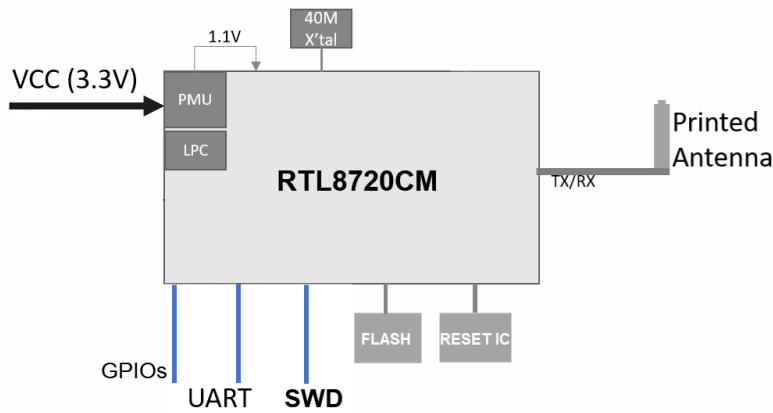 40M
X'tal
1.1V
VCC (3.3V)
PMU
LPC
RTL8720CM
Printed
Antenna
TX/RX
FLASH
RESET IC
GPIOs
UART
SWD